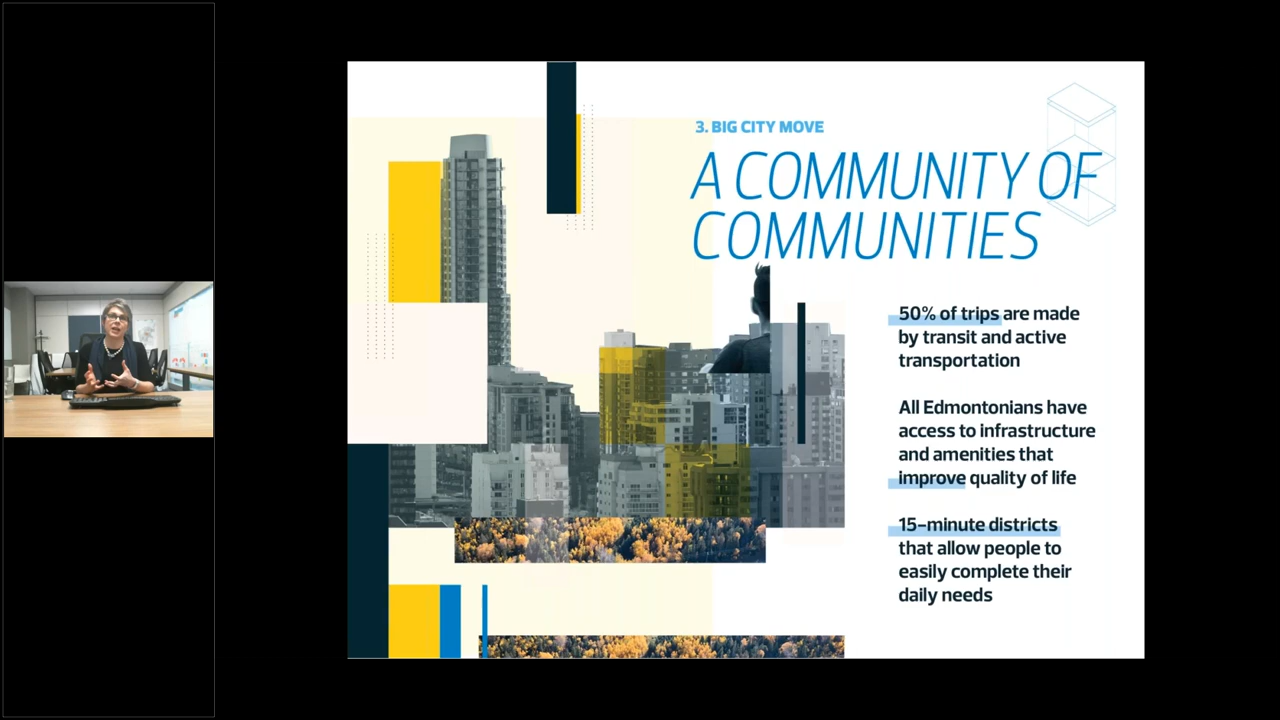 3. BIG CITY MOVE
A COMMUNITY OF
COMMUNITIES
50% of trips are made
by transit and active
transportation
All Edmontonians have
access to infrastructure
and amenities that
improve quality of life
15-minute districts
that allow people to
easily complete their
daily needs